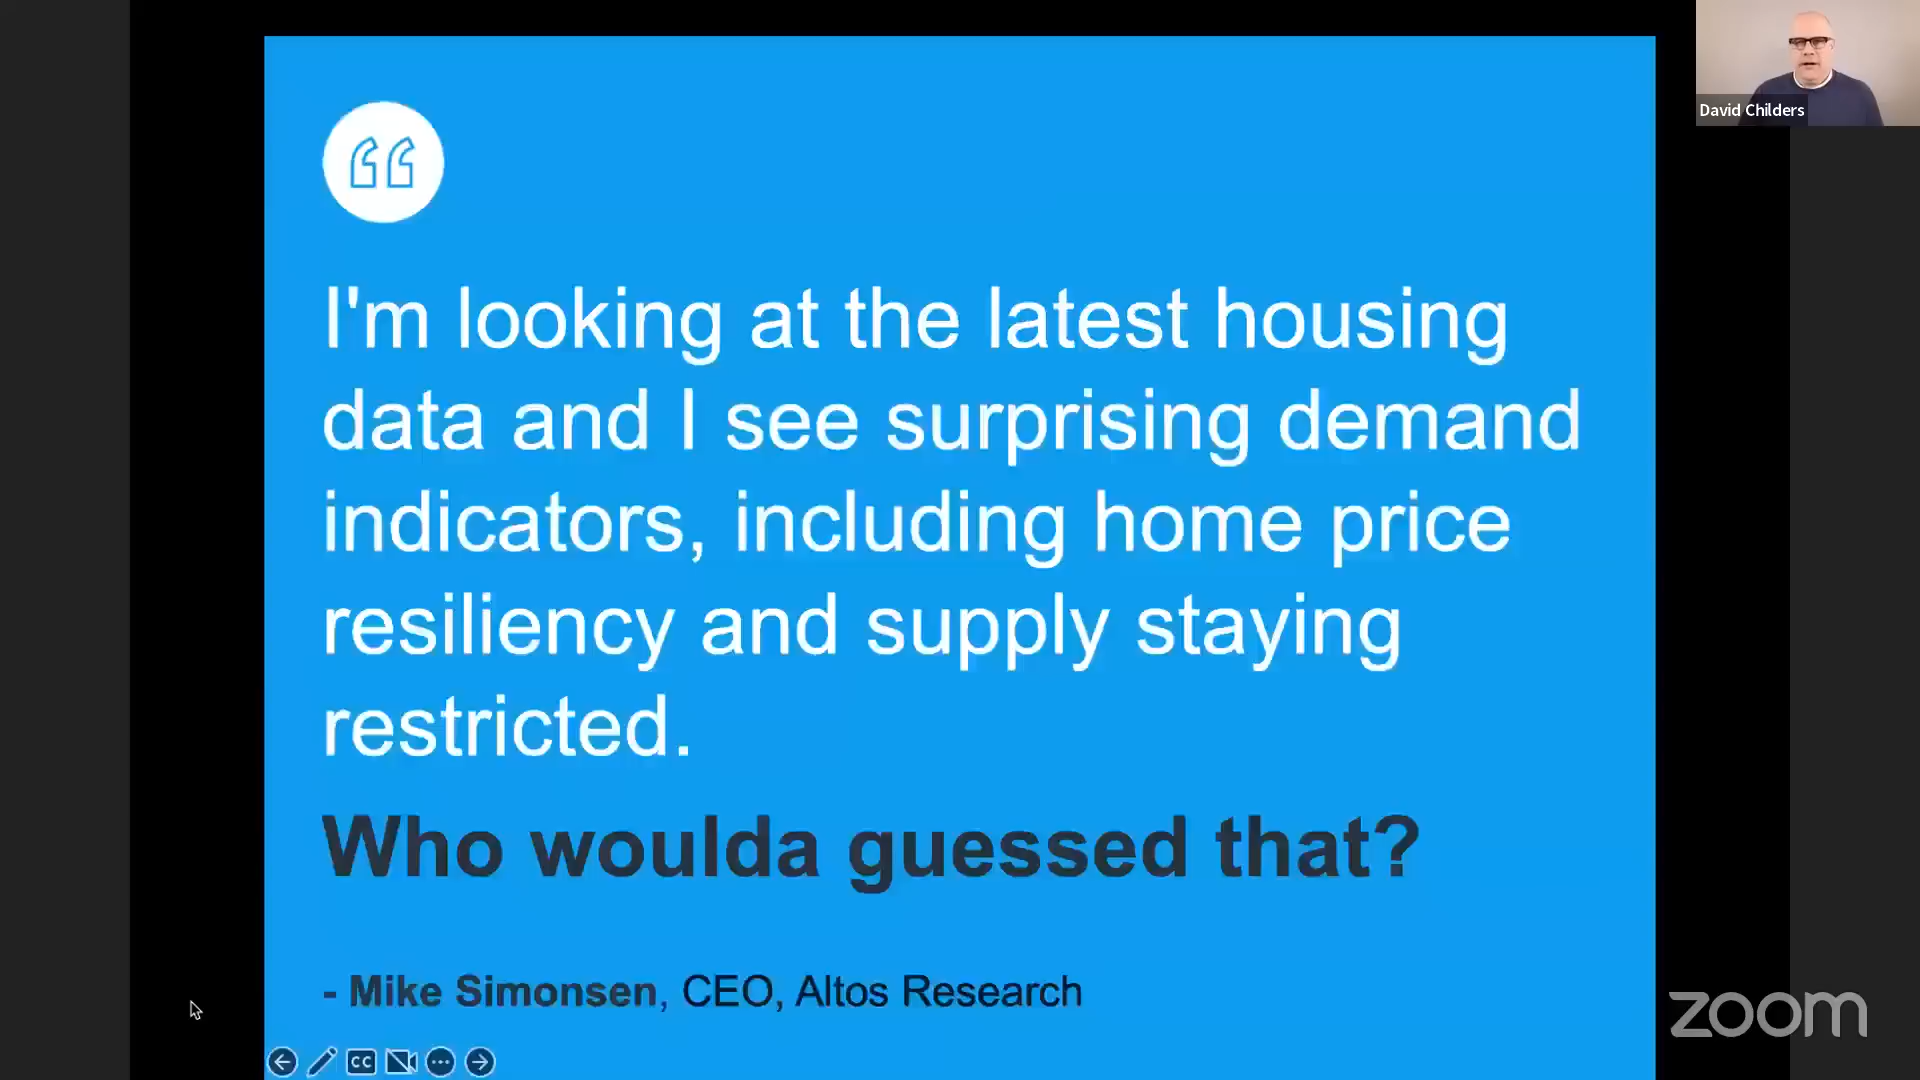 David Childers
“
I'm looking at the latest housing
data and I see surprising demand
indicators, including home price
resiliency and supply staying
restricted.
Who woulda guessed that?
- Mike Simonsen, CEO, Altos Research
CC
zoom